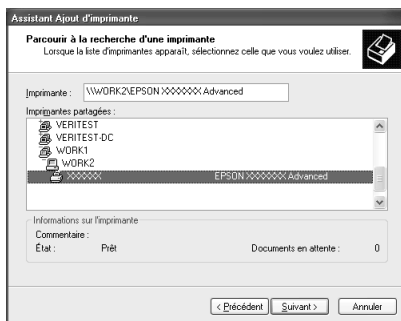 Assistant Ajout d'imprimante
Parcourir à la recherche d'une imprimante
Lorsque la liste d'imprimantes apparaît, sélectionnez celle que vous voulez utiliser.
Imprimante : \\WORK2\EPSON XXXXXXX Advanced
Imprimantes partagées :
VERITEST
VERITEST-DC
WORK1
WORK2
XXXXXX EPSON XXXXXXX Advanced
Informations sur l'imprimante
Commentaire :
État : Prêt Documents en attente : 0
< Précédent Suivant > Annuler